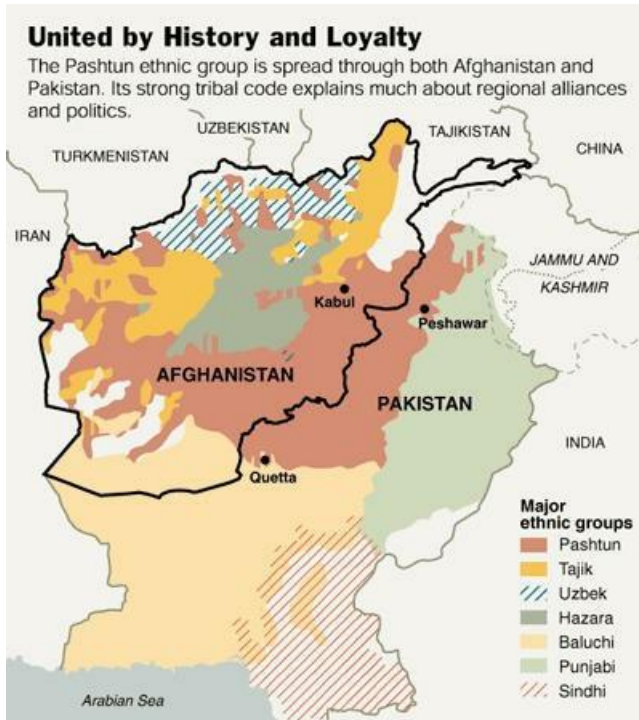 United by History and Loyalty
The Pashtun ethnic group is spread through both Afghanistan and
Pakistan. Its strong tribal code explains much about regional alliances
and politics.
UZBEKISTAN
TAJIKISTAN
TURKMENISTAN
CHINA
IRAN
JAMMU AND
KASHMIR
Kabul
Peshawar
AFGHANISTAN
PAKISTAN
INDIA
Quetta
Major
ethnic groups
Pashtun
Tajik
Uzbek
Hazara
Baluchi
Punjabi
Sindhi
Arabian Sea